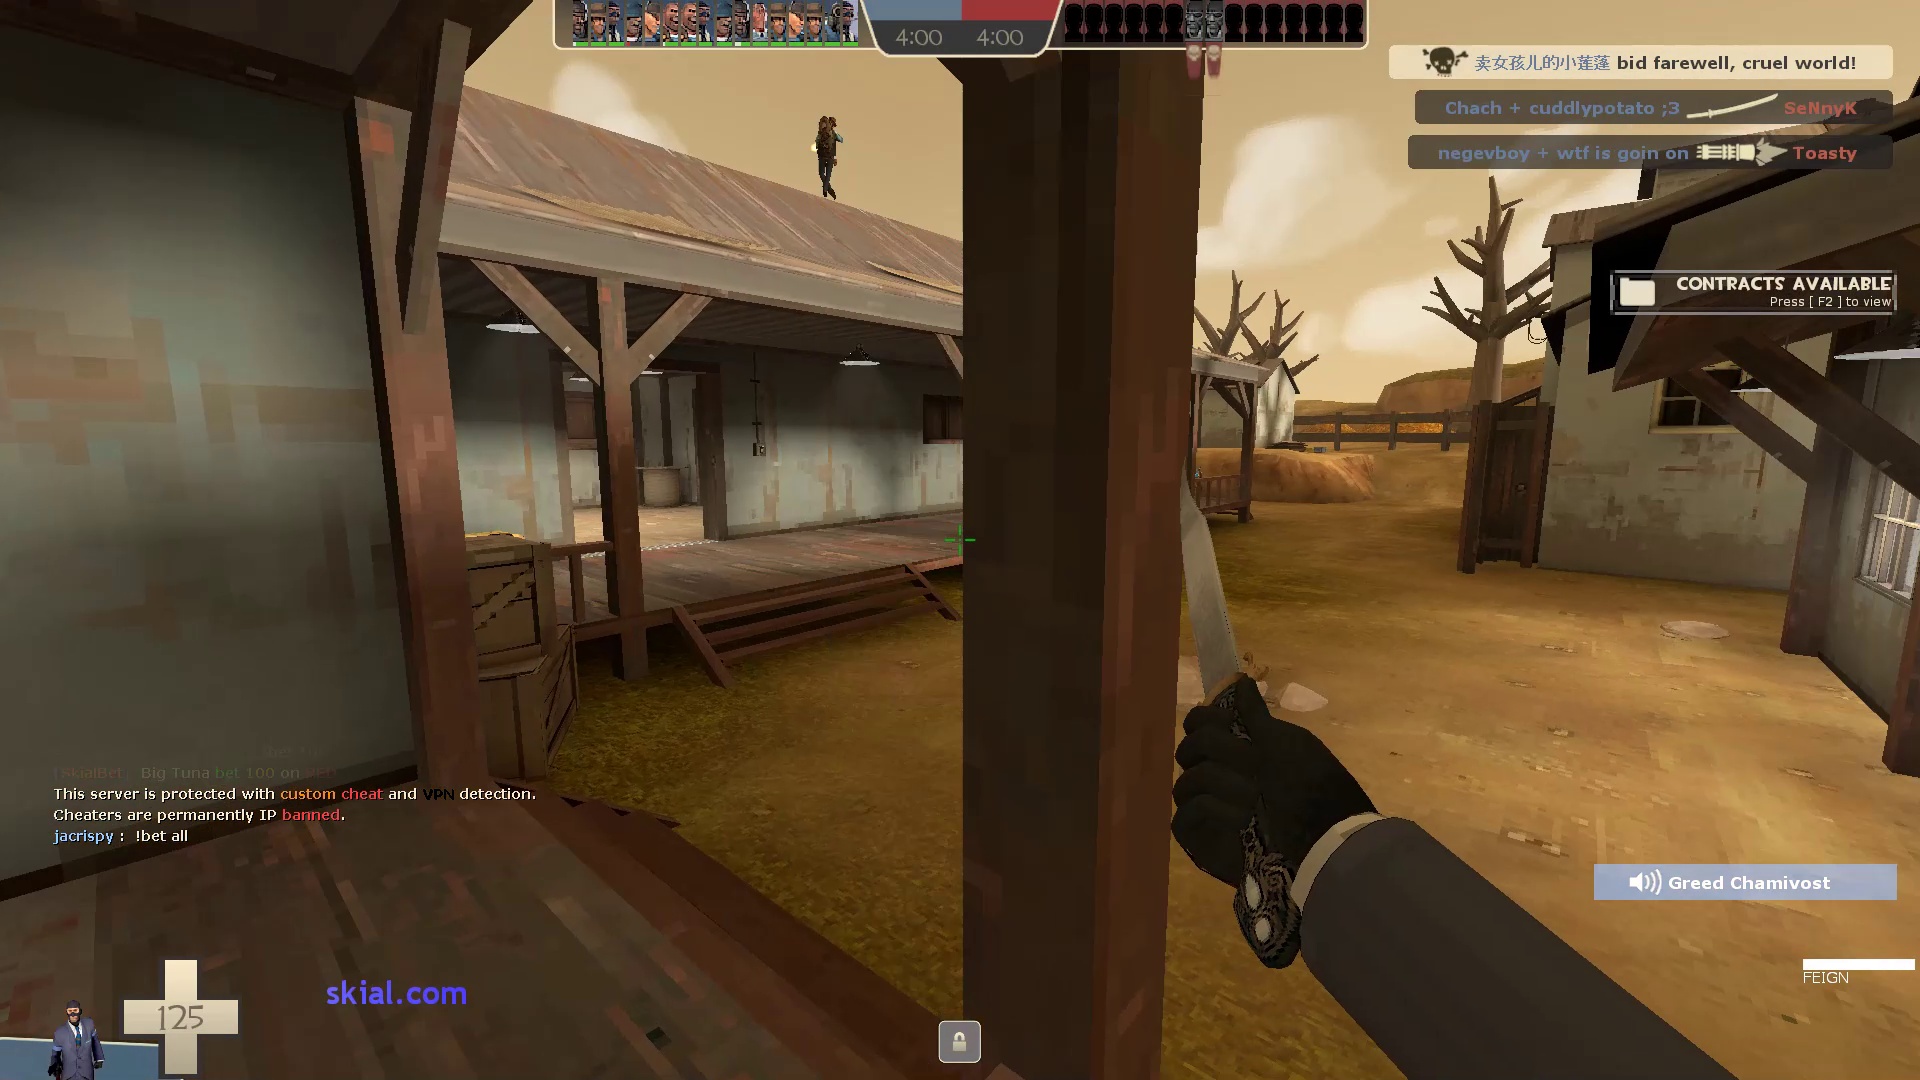 4:00 4:00
卖女孩儿的小莲蓬 bid farewell, cruel world!
Chach + cuddlypotato ;3 SeNnyK
negevboy + wtf is goin on Toasty
CONTRACTS AVAILABLE
Press [ F2 ] to view
[SkialBet] Big Tuna bet 100 on RED
This server is protected with custom cheat and VPN detection.
Cheaters are permanently IP banned.
jacrispy : !bet all
Greed Chamivost
FEIGN
skial.com
125